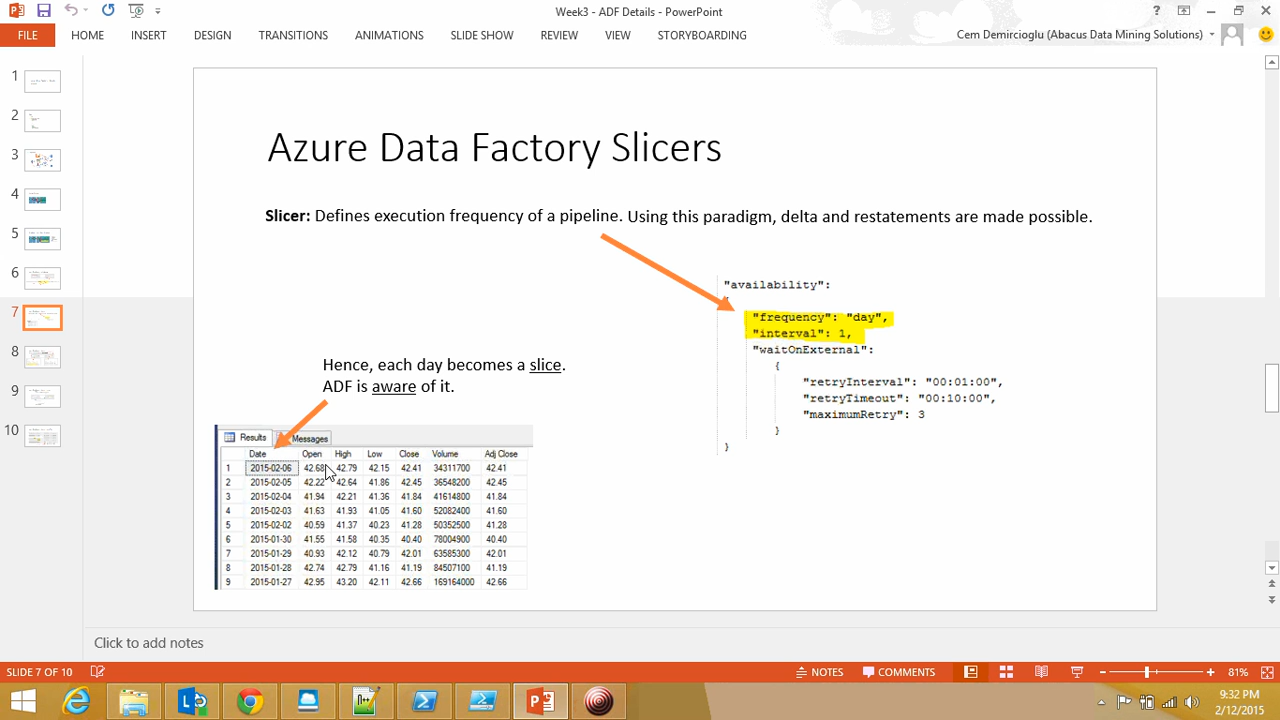 Week3 - ADF Details - PowerPoint
FILE HOME INSERT DESIGN TRANSITIONS ANIMATIONS SLIDE SHOW REVIEW VIEW STORYBOARDING
Cem Demircioglu (Abacus Data Mining Solutions)
1
2
3
4
5
6
7
8
9
10
Azure Data Factory Slicers
Slicer: Defines execution frequency of a pipeline. Using this paradigm, delta and restatements are made possible.
"availability":
{
"frequency": "day",
"interval": 1,
"waitOnExternal":
{
"retryInterval": "00:01:00",
"retryTimeout": "00:10:00",
"maximumRetry": 3
}
}
Hence, each day becomes a slice.
ADF is aware of it.
Results Messages
Date Open High Low Close Volume Adj Close
1 2015-02-06 42.68 42.79 42.15 42.41 34311700 42.41
2 2015-02-05 42.22 42.64 41.86 42.45 36548200 42.45
3 2015-02-04 41.94 42.21 41.36 41.84 41614800 41.84
4 2015-02-03 41.63 41.93 41.05 41.60 52082400 41.60
5 2015-02-02 40.59 41.37 40.23 41.28 50352500 41.28
6 2015-01-30 41.55 41.58 40.35 40.40 78004900 40.40
7 2015-01-29 40.93 42.12 40.79 42.01 63585300 42.01
8 2015-01-28 42.74 42.79 41.16 41.19 84507100 41.19
9 2015-01-27 42.95 43.20 42.11 42.66 169164000 42.66
Click to add notes
SLIDE 7 OF 10 NOTES COMMENTS 81%
9:32 PM
2/12/2015